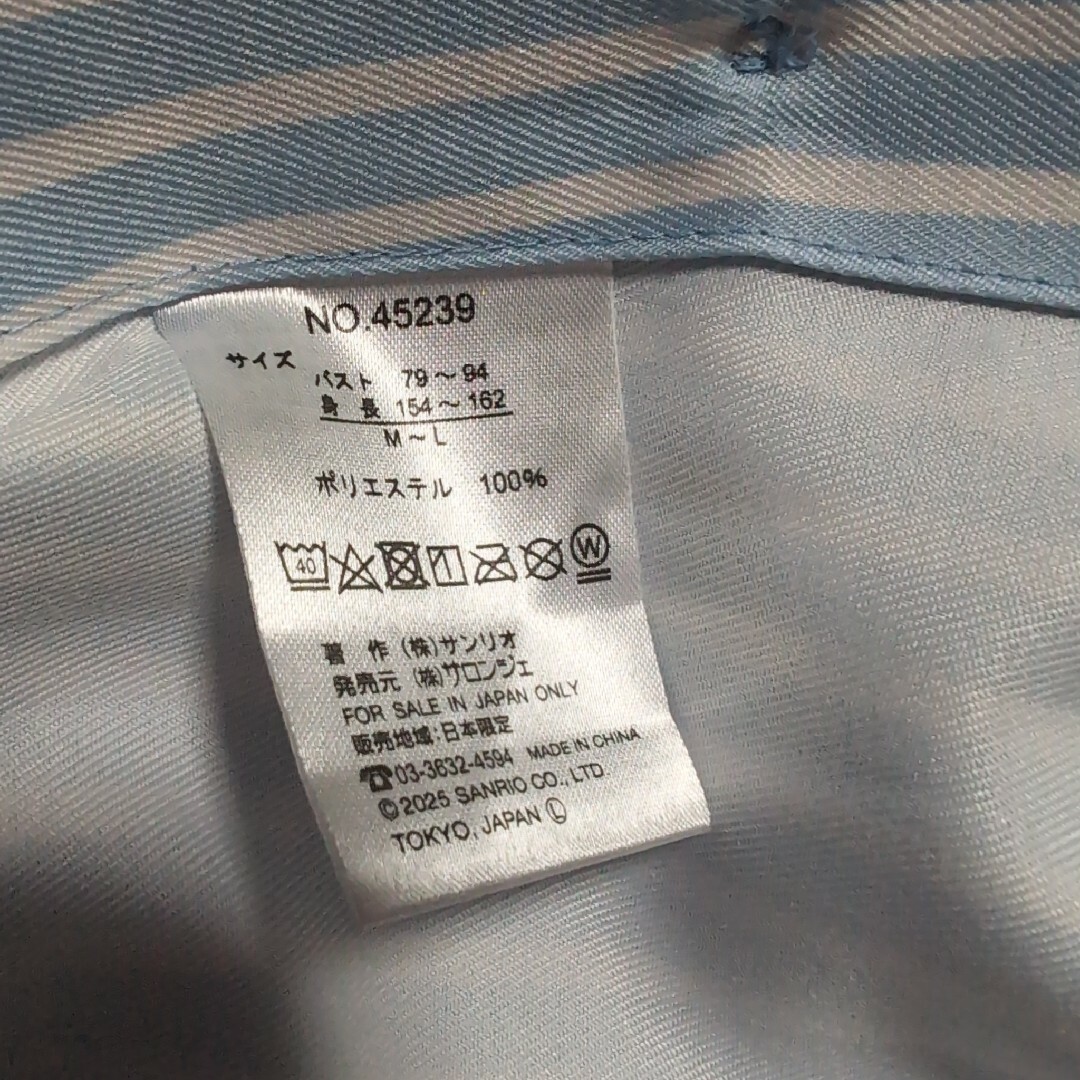 NO.45239
サイズ
バスト 79～94
身長 154～162
M～L
ポリエステル 100%
40
W
著 作 (株)サンリオ
発売元 (株)サロンジェ
FOR SALE IN JAPAN ONLY
販売地域:日本限定
☎03-3632-4594 MADE IN CHINA
©2025 SANRIO CO., LTD.
TOKYO, JAPAN Ⓛ